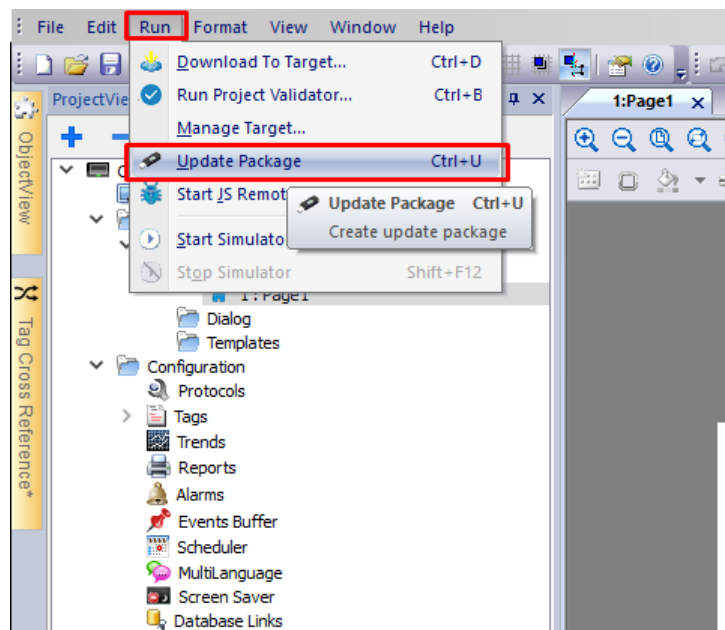 File Edit Run Format View Window Help
Download To Target... Ctrl+D
ProjectVie
Run Project Validator... Ctrl+B
1:Page1
Manage Target...
Update Package Ctrl+U
Start JS Remot
Update Package Ctrl+U
Create update package
Start Simulato
Stop Simulator Shift+F12
1:Page1
Dialog
Templates
Configuration
Protocols
Tags
Trends
Reports
Alarms
Events Buffer
Scheduler
MultiLanguage
Screen Saver
Database Links
ObjectView
Tag Cross Reference*